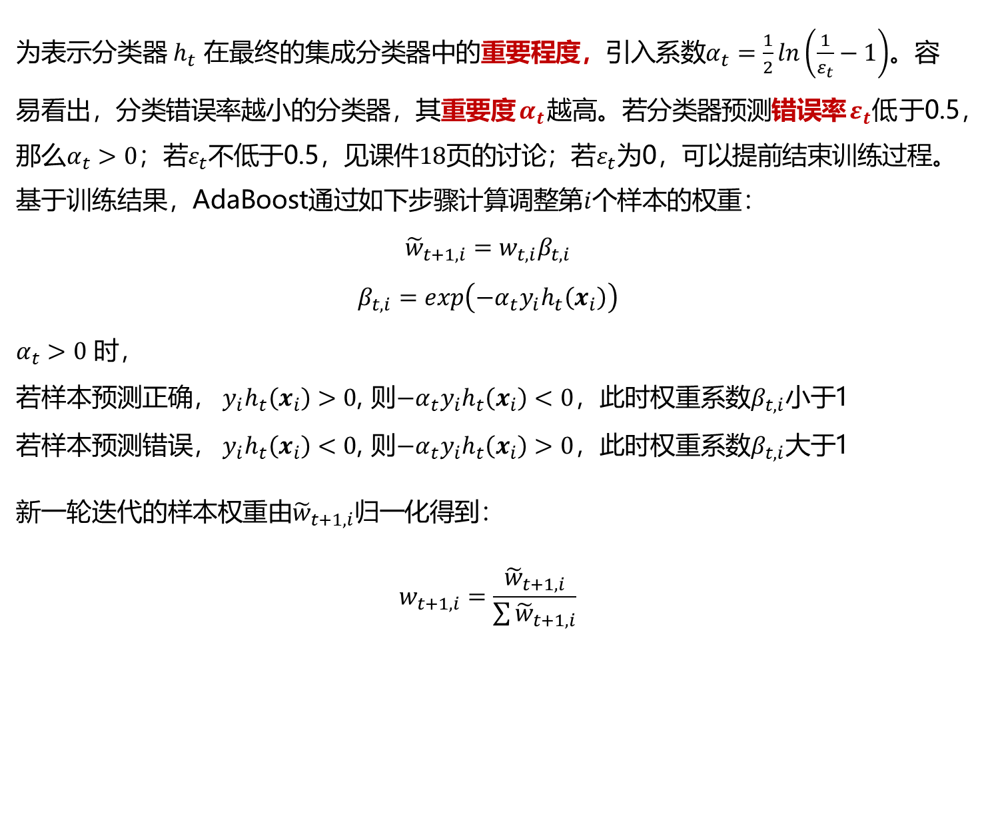 为表示分类器 $h_t$ 在最终的集成分类器中的重要程度，引入系数$\alpha_t = \frac{1}{2} ln\left(\frac{1}{\varepsilon_t} - 1\right)$。容
易看出，分类错误率越小的分类器，其重要度$\boldsymbol{\alpha_t}$越高。若分类器预测错误率$\boldsymbol{\varepsilon_t}$低于0.5，
那么$\alpha_t > 0$；若$\varepsilon_t$不低于0.5，见课件18页的讨论；若$\varepsilon_t$为0，可以提前结束训练过程。
基于训练结果，AdaBoost通过如下步骤计算调整第$i$个样本的权重：
$\widetilde{w}_{t+1,i} = w_{t,i}\beta_{t,i}$
$\beta_{t,i} = exp\left(-\alpha_t y_i h_t(\boldsymbol{x}_i)\right)$
$\alpha_t > 0$ 时，
若样本预测正确， $y_i h_t(\boldsymbol{x}_i) > 0$, 则$-\alpha_t y_i h_t(\boldsymbol{x}_i) < 0$，此时权重系数$\beta_{t,i}$小于1
若样本预测错误， $y_i h_t(\boldsymbol{x}_i) < 0$, 则$-\alpha_t y_i h_t(\boldsymbol{x}_i) > 0$，此时权重系数$\beta_{t,i}$大于1
新一轮迭代的样本权重由$\widetilde{w}_{t+1,i}$归一化得到：
$w_{t+1,i} = \frac{\widetilde{w}_{t+1,i}}{\sum \widetilde{w}_{t+1,i}}$